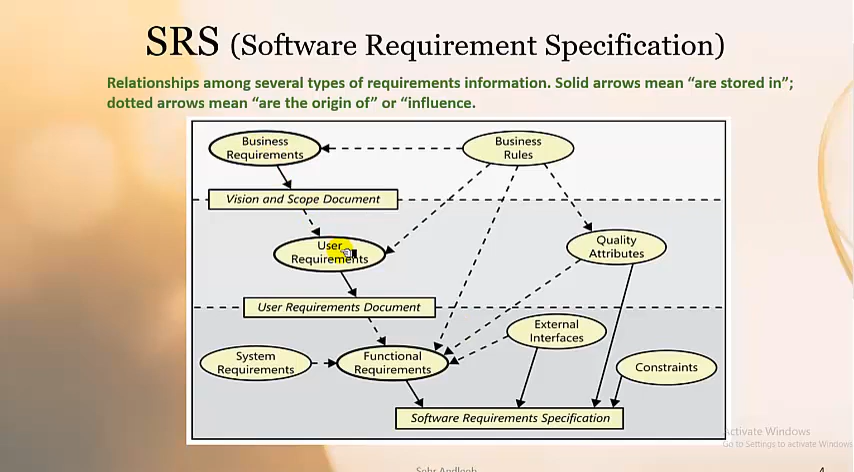 SRS (Software Requirement Specification)
Relationships among several types of requirements information. Solid arrows mean “are stored in”;
dotted arrows mean “are the origin of” or “influence.
Business
Requirements
Business
Rules
Vision and Scope Document
User
Requirements
Quality
Attributes
User Requirements Document
External
Interfaces
System
Requirements
Functional
Requirements
Constraints
Software Requirements Specification
Activate Windows
Go to Settings to activate Windows
Sehr Andleeb
4